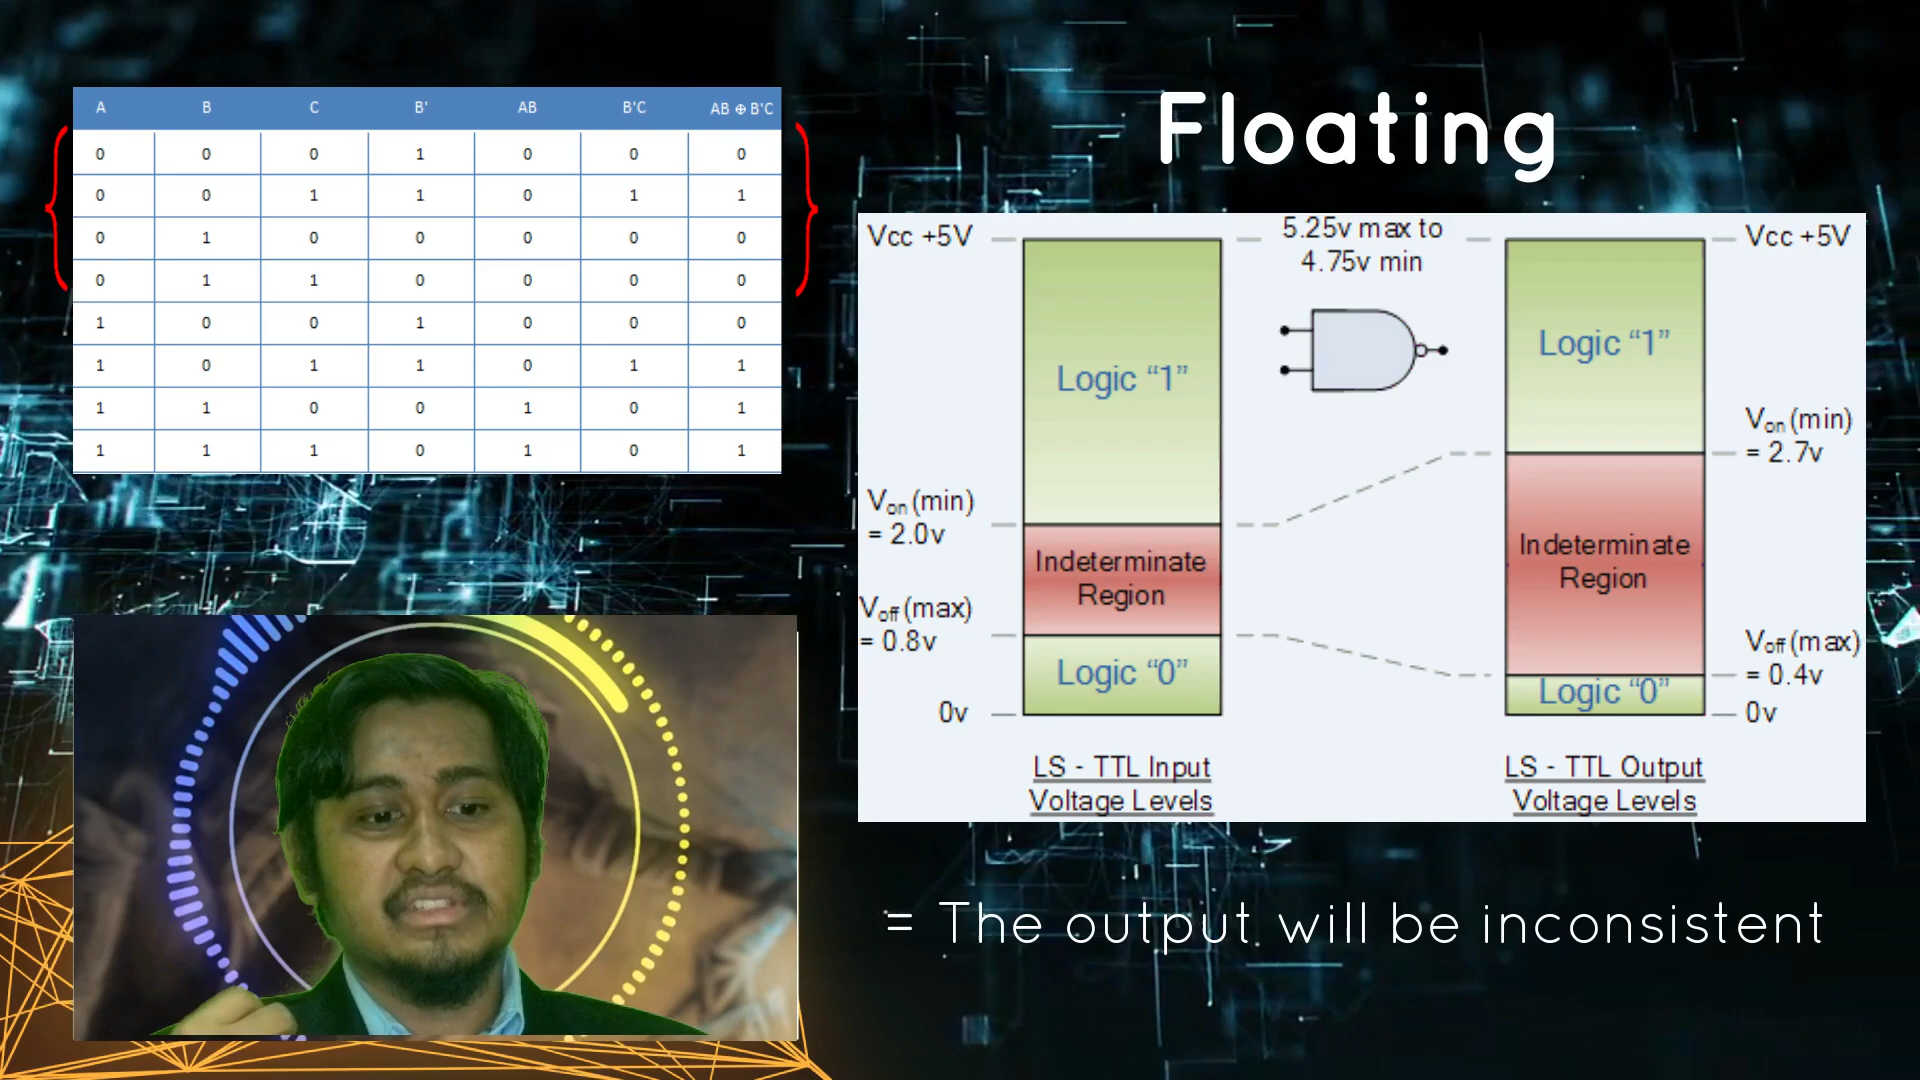 A B C B' AB B'C AB ⊕ B'C
0 0 0 1 0 0 0
0 0 1 1 0 1 1
0 1 0 0 0 0 0
0 1 1 0 0 0 0
1 0 0 1 0 0 0
1 0 1 1 0 1 1
1 1 0 0 1 0 1
1 1 1 0 1 0 1
Floating
Vcc +5V
5.25v max to
4.75v min
Vcc +5V
Logic “1”
Logic “1”
Von (min)
= 2.7v
Von (min)
= 2.0v
Indeterminate
Region
Indeterminate
Region
Voff (max)
= 0.8v
Voff (max)
= 0.4v
Logic “0”
Logic “0”
0v
0v
LS - TTL Input
Voltage Levels
LS - TTL Output
Voltage Levels
= The output will be inconsistent